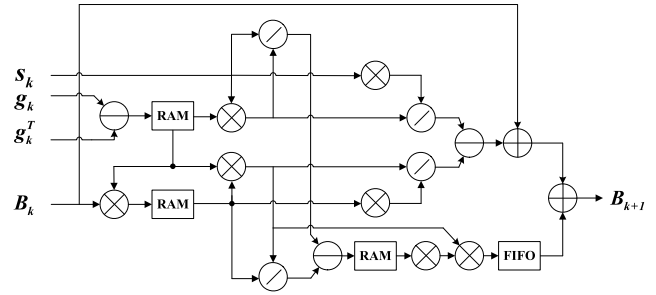 s_k
g_k
g_k^T
RAM
B_k
RAM
B_{k+1}
RAM
FIFO